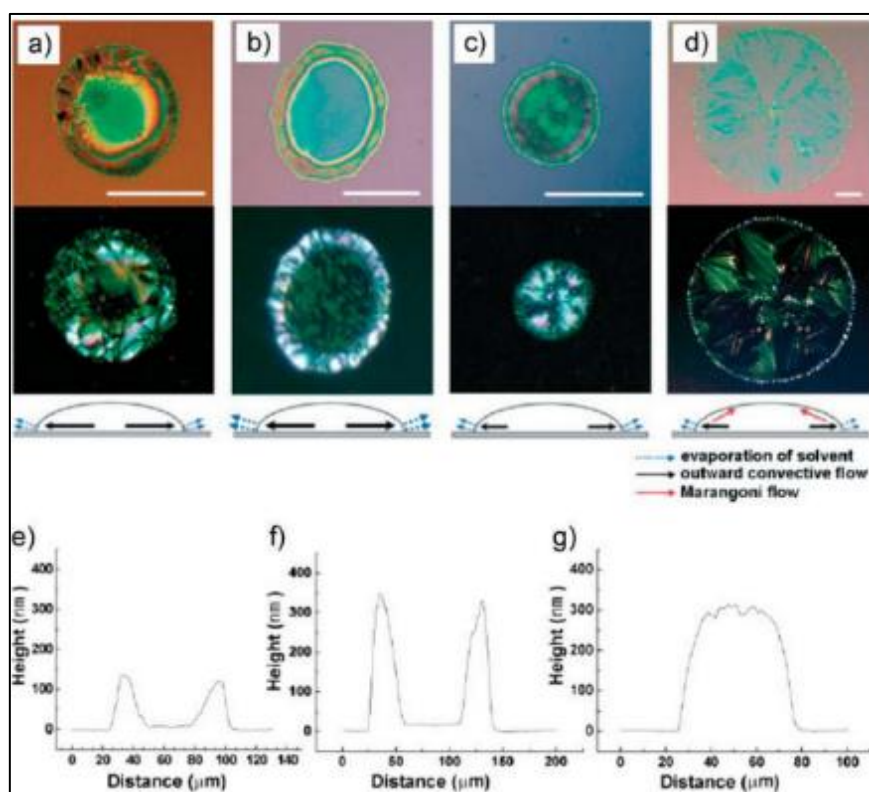 a)
b)
c)
d)
evaporation of solvent
outward convective flow
Marangoni flow
e)
f)
g)
Height (nm)
400
300
200
100
0
0 20 40 60 80 100 120 140
Distance (μm)
Height (nm)
400
300
200
100
0
0 50 100 150 200
Distance (μm)
Height (nm)
400
300
200
100
0
0 20 40 60 80 100
Distance (μm)